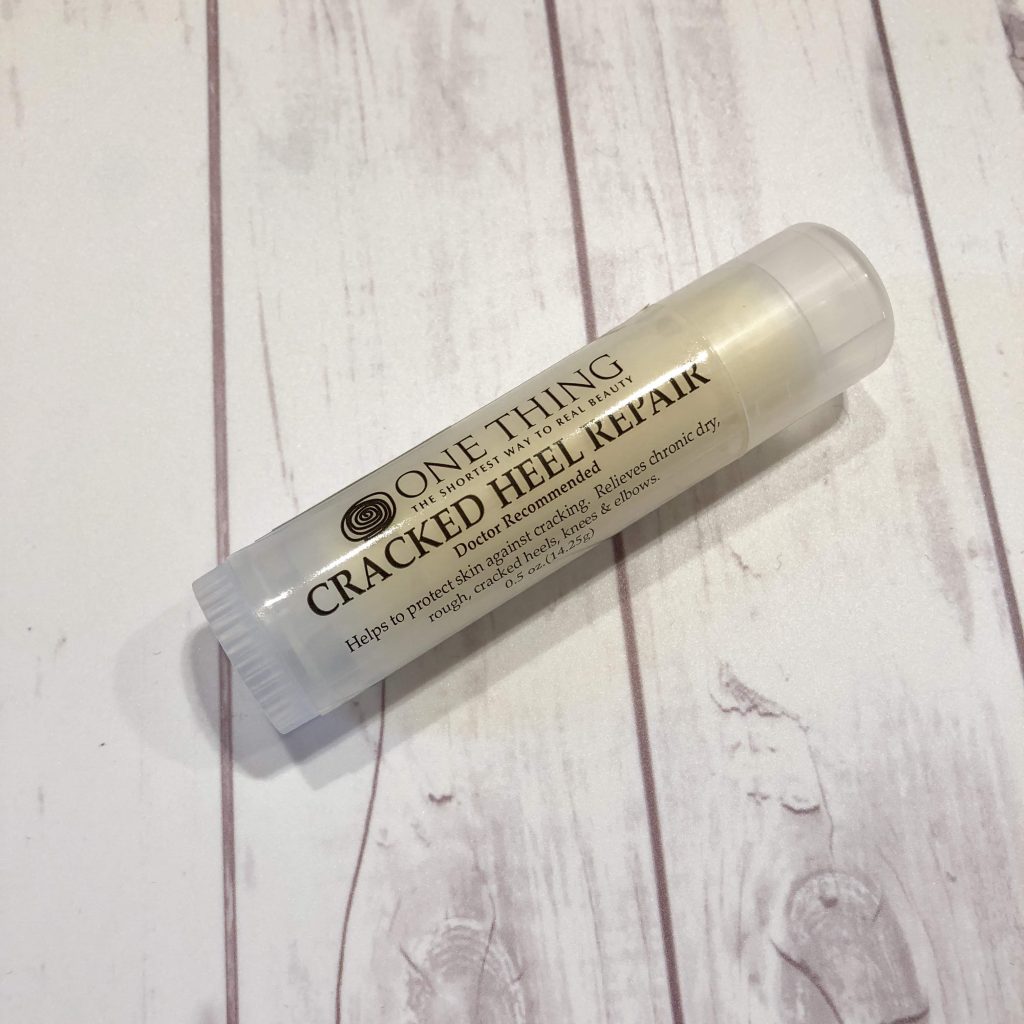 ONE THING
THE SHORTEST WAY TO REAL BEAUTY
CRACKED HEEL REPAIR
Doctor Recommended
Helps to protect skin against cracking. Relieves chronic dry,
rough, cracked heels, knees & elbows.
0.5 oz.(14.25g)